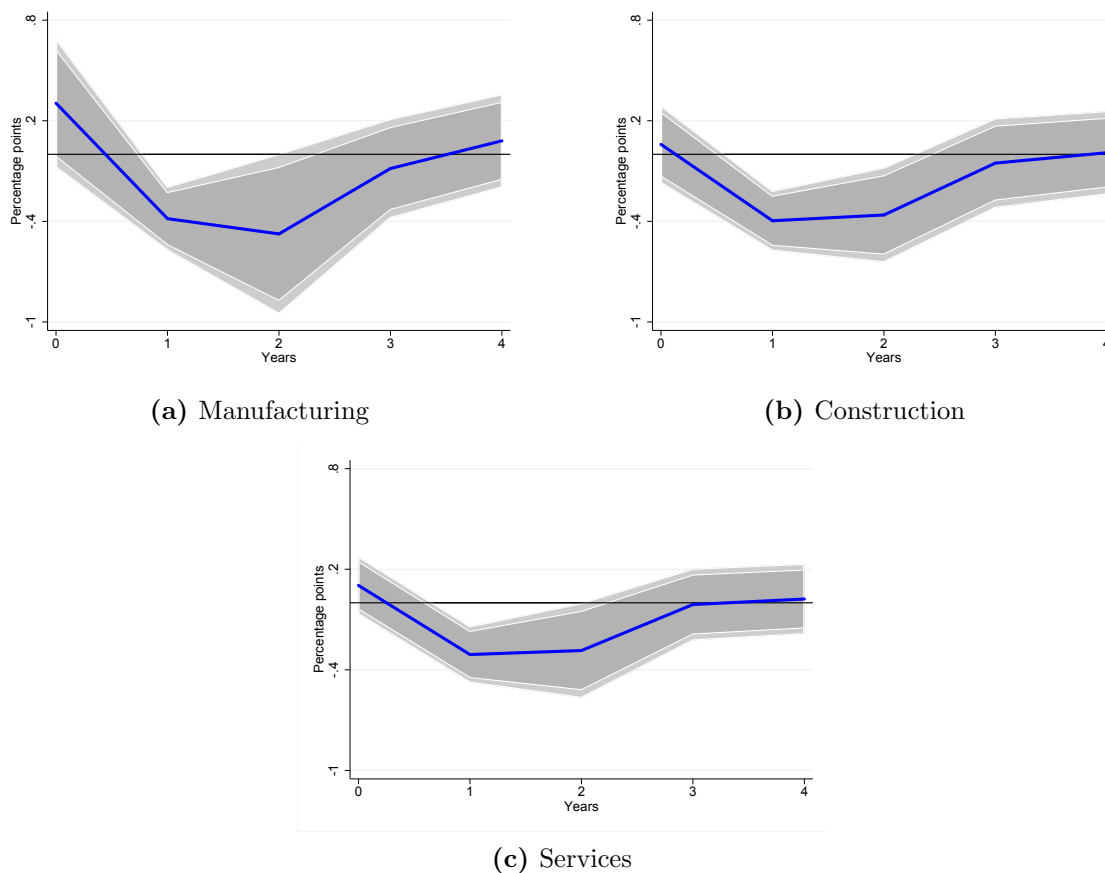 .8
.2
-.4
-1
Percentage points
0 1 2 3 4
Years
(a) Manufacturing
.8
.2
-.4
-1
Percentage points
0 1 2 3 4
Years
(b) Construction
.8
.2
-.4
-1
Percentage points
0 1 2 3 4
Years
(c) Services